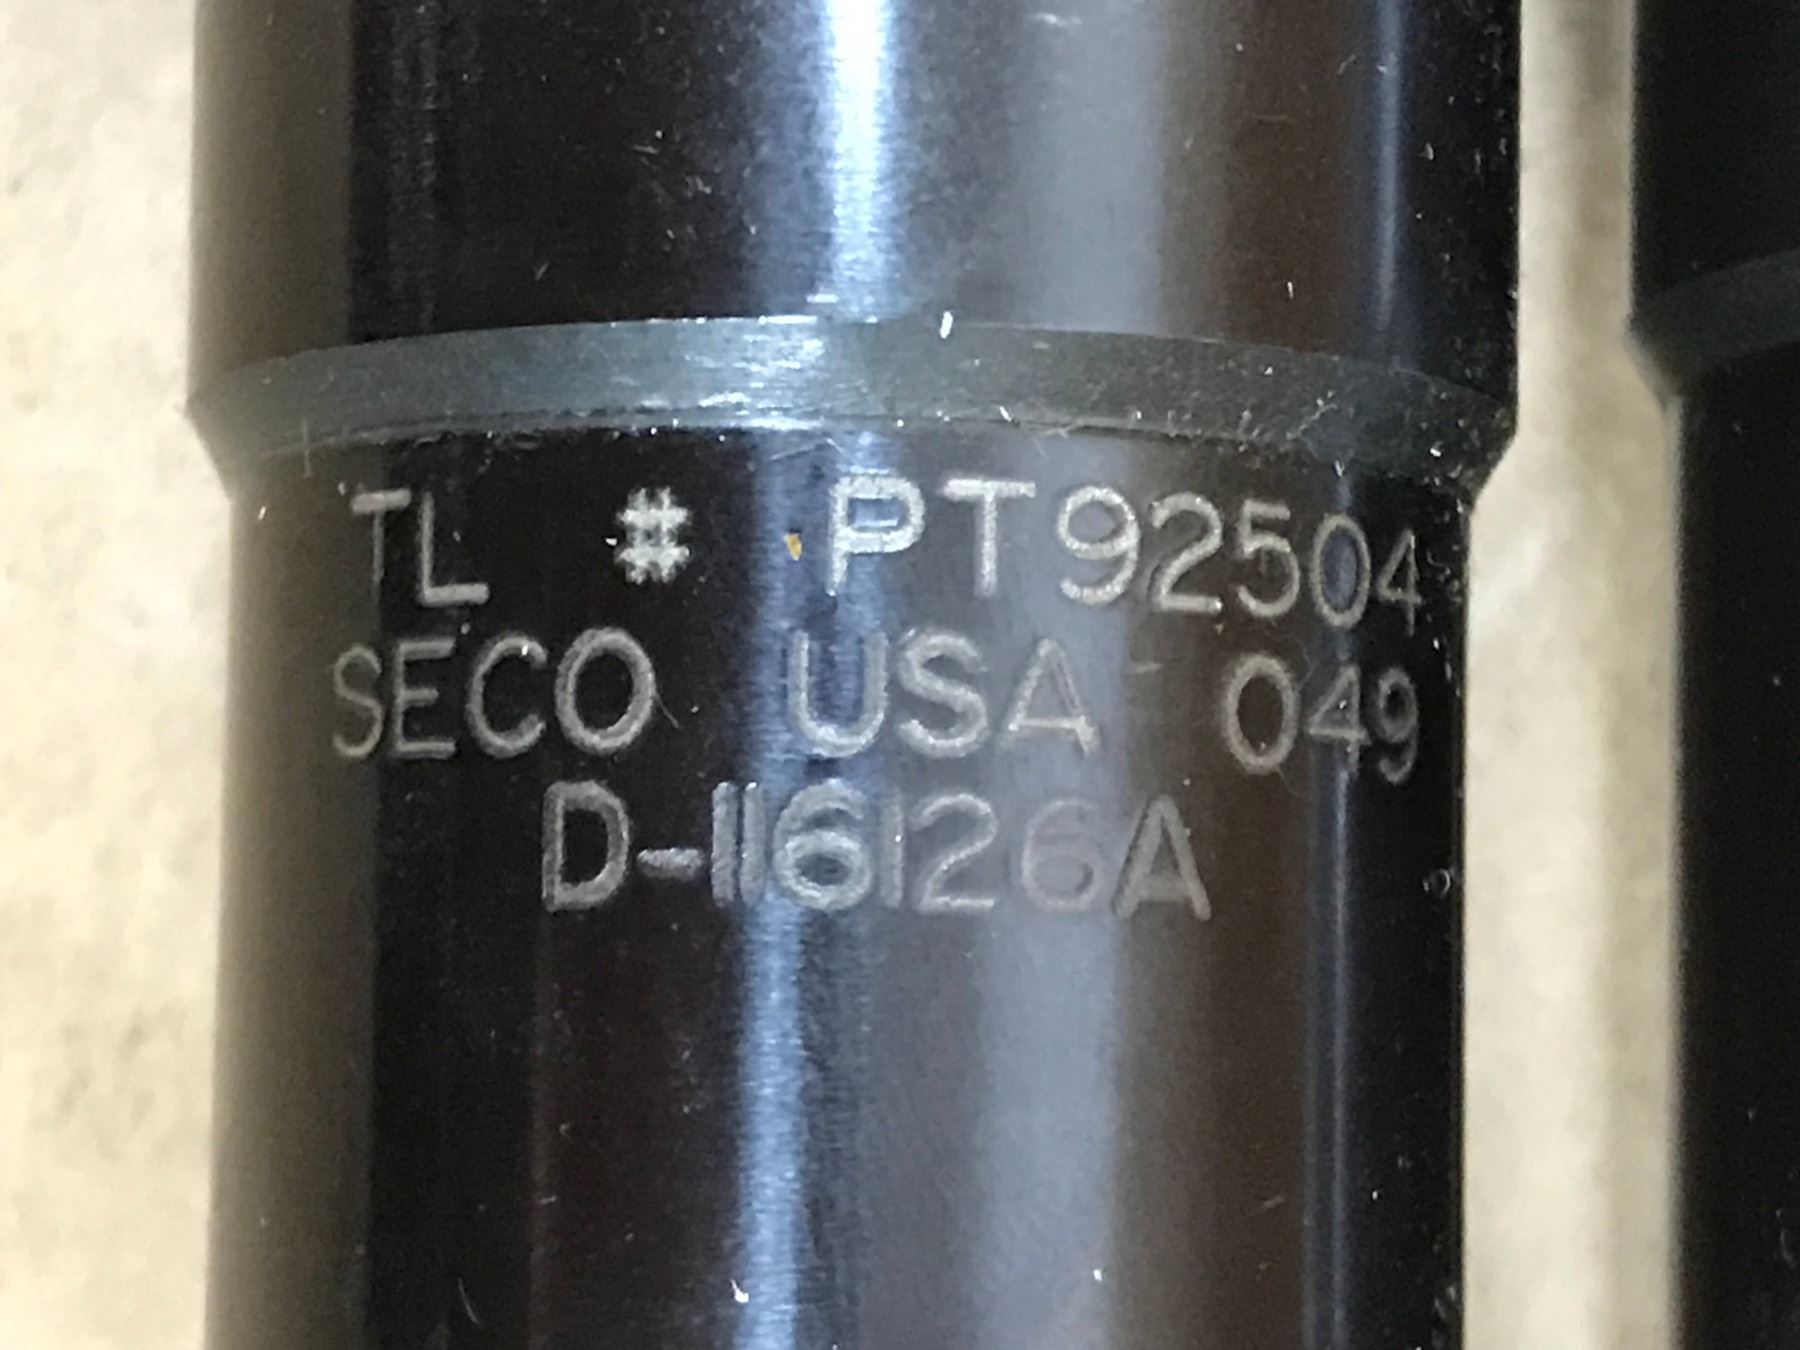 TL # PT92504
SECO USA 049
D-116126A